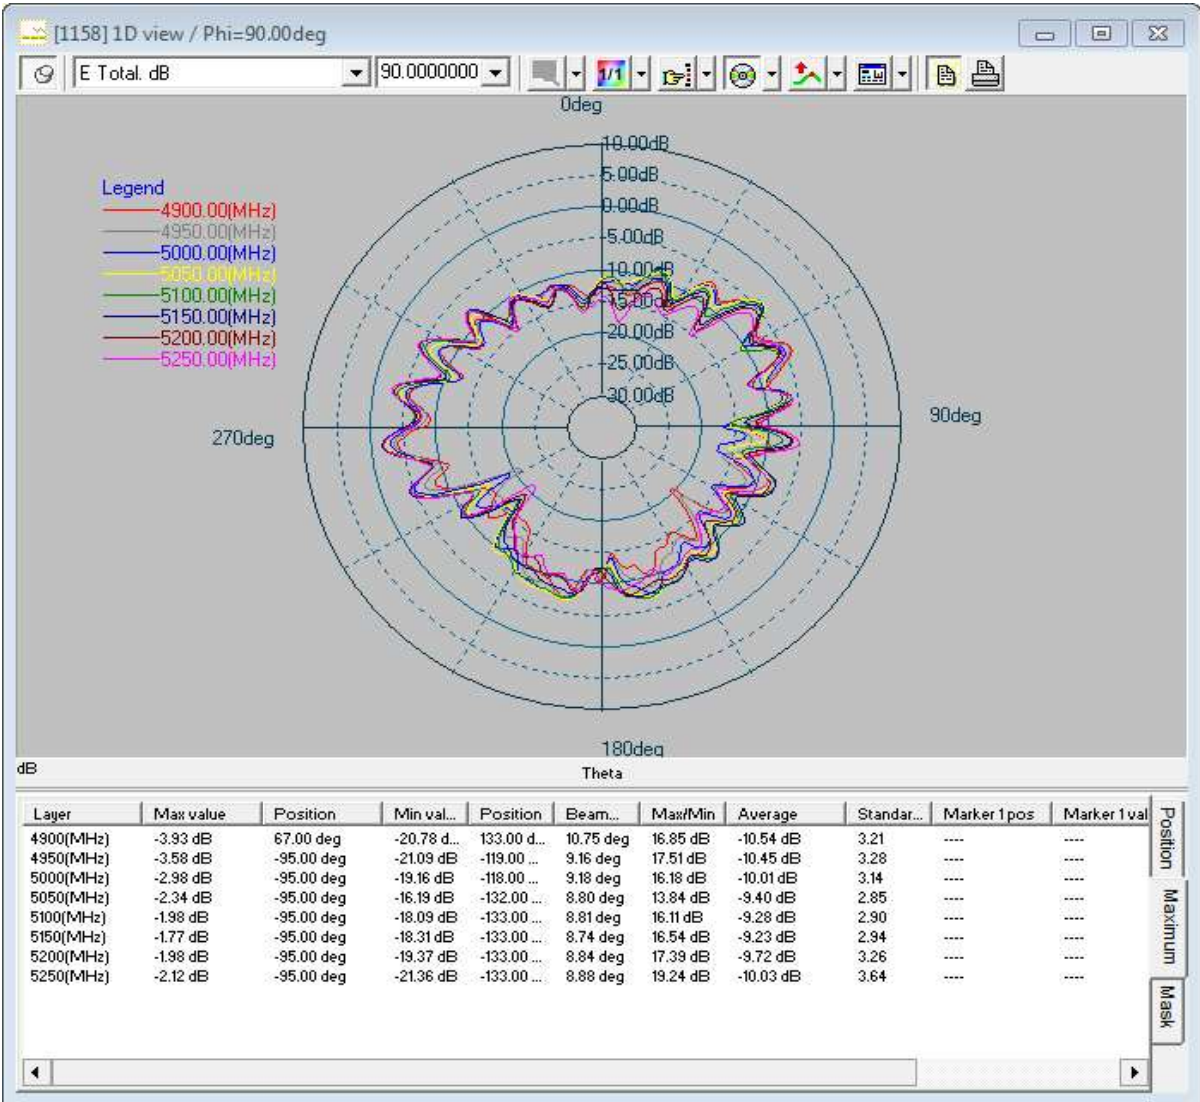 [1158] 1D view / Phi=90.00deg
E Total. dB 90.0000000 1/1
0deg
10.00dB
5.00dB
0.00dB
-5.00dB
-10.00dB
-15.00dB
-20.00dB
-25.00dB
-30.00dB
Legend
4900.00(MHz)
4950.00(MHz)
5000.00(MHz)
5050.00(MHz)
5100.00(MHz)
5150.00(MHz)
5200.00(MHz)
5250.00(MHz)
90deg
270deg
180deg
dB
Theta
Layer Max value Position Min val... Position Beam... Max/Min Average Standar... Marker 1 pos Marker 1 val
4900(MHz) -3.93 dB 67.00 deg -20.78 d... 133.00 d... 10.75 deg 16.85 dB -10.54 dB 3.21 ---- ----
4950(MHz) -3.58 dB -95.00 deg -21.09 dB -119.00 ... 9.16 deg 17.51 dB -10.45 dB 3.28 ---- ----
5000(MHz) -2.98 dB -95.00 deg -19.16 dB -118.00 ... 9.18 deg 16.18 dB -10.01 dB 3.14 ---- ----
5050(MHz) -2.34 dB -95.00 deg -16.19 dB -132.00 ... 8.80 deg 13.84 dB -9.40 dB 2.85 ---- ----
5100(MHz) -1.98 dB -95.00 deg -18.09 dB -133.00 ... 8.81 deg 16.11 dB -9.28 dB 2.90 ---- ----
5150(MHz) -1.77 dB -95.00 deg -18.31 dB -133.00 ... 8.74 deg 16.54 dB -9.23 dB 2.94 ---- ----
5200(MHz) -1.98 dB -95.00 deg -19.37 dB -133.00 ... 8.84 deg 17.39 dB -9.72 dB 3.26 ---- ----
5250(MHz) -2.12 dB -95.00 deg -21.36 dB -133.00 ... 8.88 deg 19.24 dB -10.03 dB 3.64 ---- ----
Position
Maximum
Mask